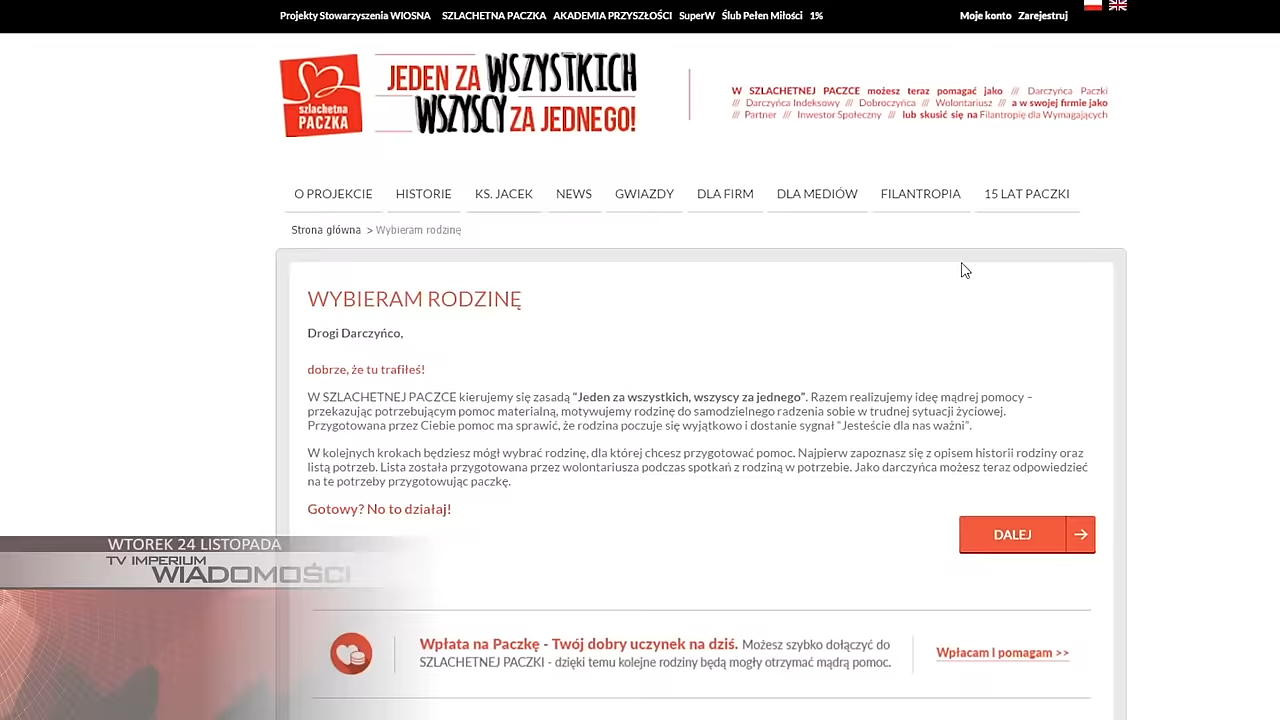 Projekty Stowarzyszenia WIOSNA SZLACHETNA PACZKA AKADEMIA PRZYSZŁOŚCI SuperW Ślub Pełen Miłości 1% Moje konto Zarejestruj
szlachetna
PACZKA
JEDEN ZA WSZYSTKICH
WSZYSCY ZA JEDNEGO!
W SZLACHETNEJ PACZCE możesz teraz pomagać jako /// Darczyńca Paczki
/// Darczyńca Indeksowy /// Dobroczyńca /// Wolontariusz /// a w swojej firmie jako
/// Partner /// Inwestor Społeczny /// lub skusić się na Filantropię dla Wymagających
O PROJEKCIE HISTORIE KS. JACEK NEWS GWIAZDY DLA FIRM DLA MEDIÓW FILANTROPIA 15 LAT PACZKI
Strona główna > Wybieram rodzinę
WYBIERAM RODZINĘ
Drogi Darczyńco,
dobrze, że tu trafiłeś!
W SZLACHETNEJ PACZCE kierujemy się zasadą "Jeden za wszystkich, wszyscy za jednego". Razem realizujemy ideę mądrej pomocy –
przekazując potrzebującym pomoc materialną, motywujemy rodzinę do samodzielnego radzenia sobie w trudnej sytuacji życiowej.
Przygotowana przez Ciebie pomoc ma sprawić, że rodzina poczuje się wyjątkowo i dostanie sygnał "Jesteście dla nas ważni".
W kolejnych krokach będziesz mógł wybrać rodzinę, dla której chcesz przygotować pomoc. Najpierw zapoznasz się z opisem historii rodziny oraz
listą potrzeb. Lista została przygotowana przez wolontariusza podczas spotkań z rodziną w potrzebie. Jako darczyńca możesz teraz odpowiedzieć
na te potrzeby przygotowując paczkę.
Gotowy? No to działaj!
DALEJ
WTOREK 24 LISTOPADA
TV IMPERIUM
WIADOMOŚCI
Wpłata na Paczkę - Twój dobry uczynek na dziś. Możesz szybko dołączyć do
SZLACHETNEJ PACZKI - dzięki temu kolejne rodziny będą mogły otrzymać mądrą pomoc.
Wpłacam i pomagam >>